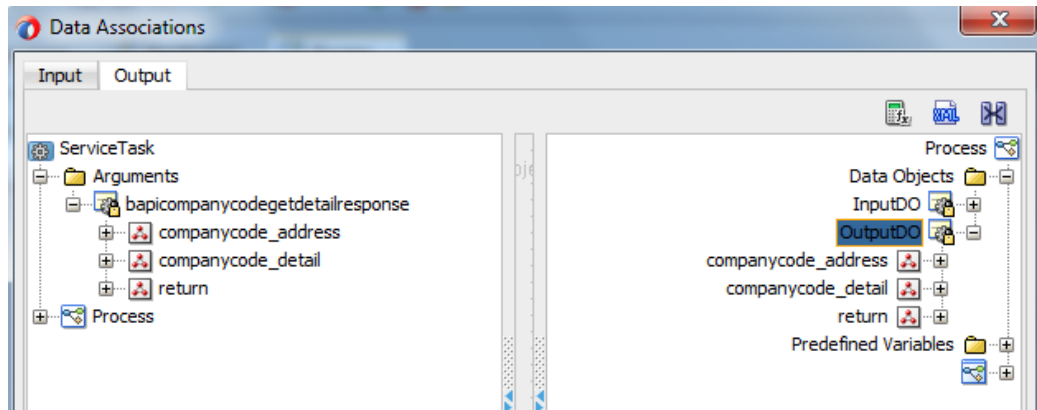 Data Associations
Input Output
ServiceTask
Arguments
bapicompanycodegetdetailresponse
companycode_address
companycode_detail
return
Process
Process
Data Objects
InputDO
OutputDO
companycode_address
companycode_detail
return
Predefined Variables